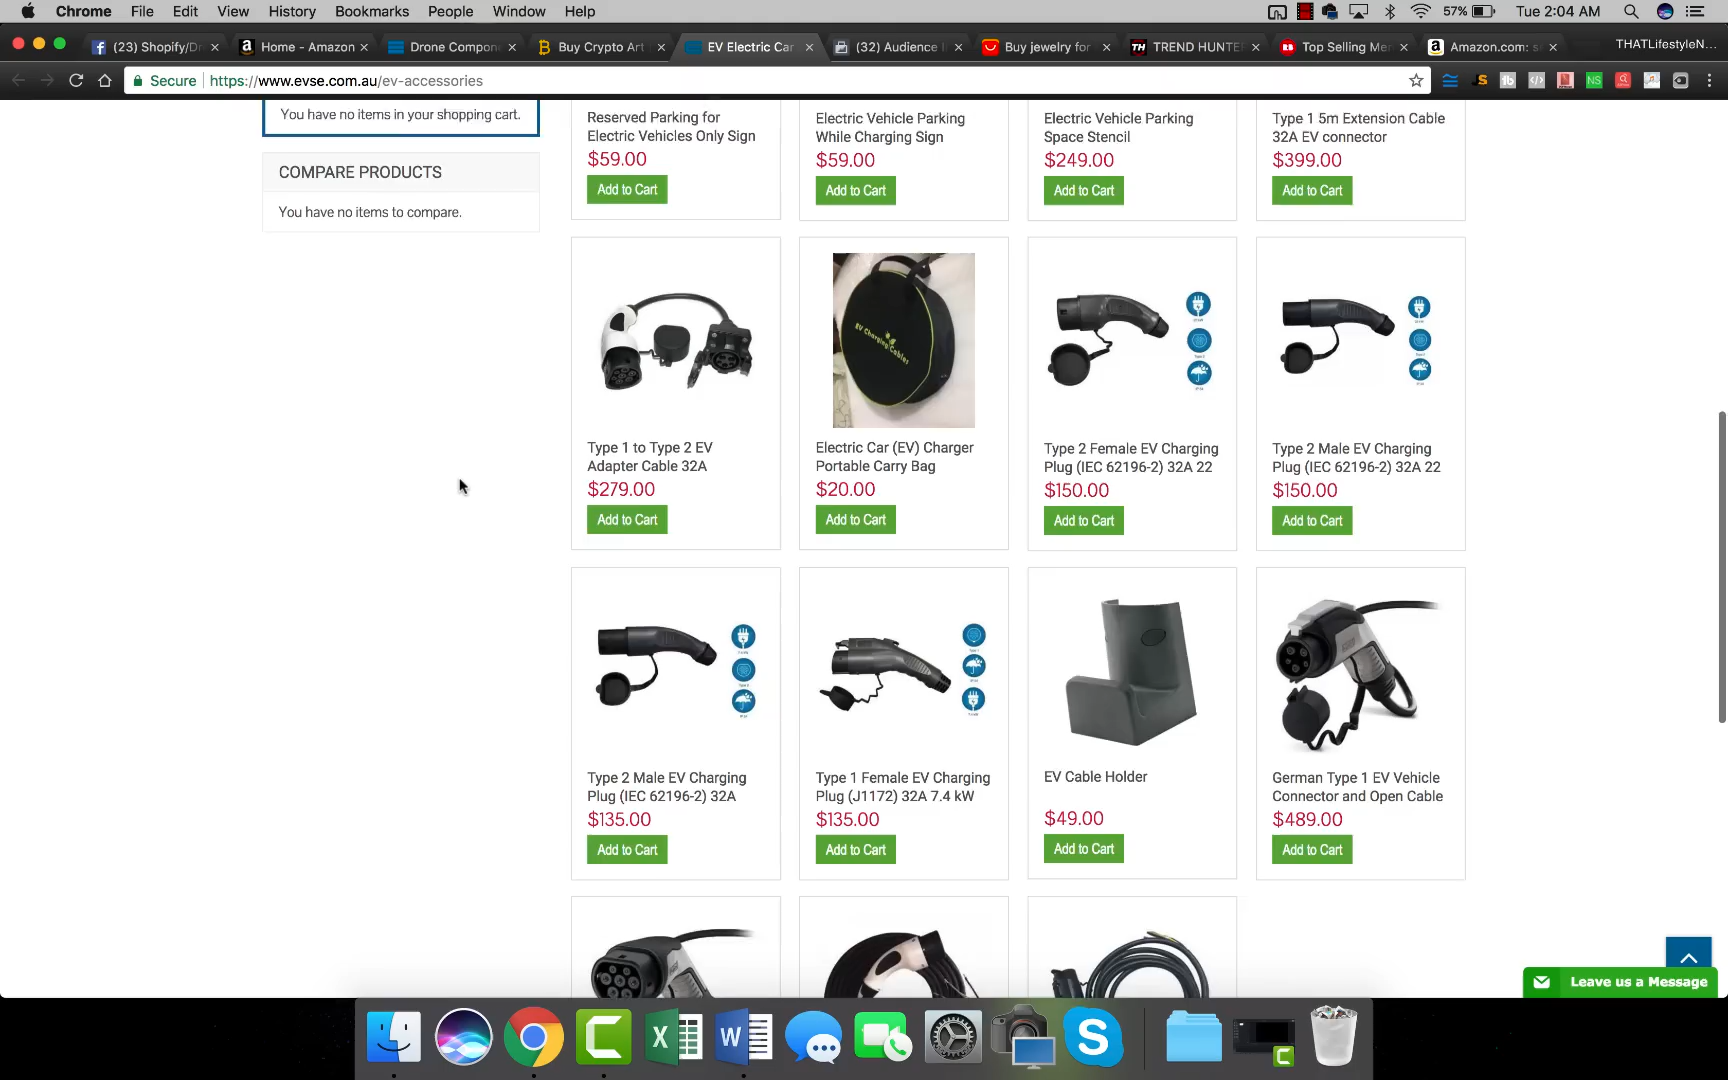 Chrome File Edit View History Bookmarks People Window Help 57% Tue 2:04 AM
(23) Shopify/Dr Home - Amazon Drone Compon Buy Crypto Art EV Electric Car (32) Audience I Buy jewelry for TREND HUNTER Top Selling Me Amazon.com: s THATLifestyleN...
Secure https://www.evse.com.au/ev-accessories
You have no items in your shopping cart.
COMPARE PRODUCTS
You have no items to compare.
Reserved Parking for
Electric Vehicles Only Sign
$59.00
Add to Cart
Electric Vehicle Parking
While Charging Sign
$59.00
Add to Cart
Electric Vehicle Parking
Space Stencil
$249.00
Add to Cart
Type 1 5m Extension Cable
32A EV connector
$399.00
Add to Cart
Type 1 to Type 2 EV
Adapter Cable 32A
$279.00
Add to Cart
EV Charging Cables
Electric Car (EV) Charger
Portable Carry Bag
$20.00
Add to Cart
Type 2 Female EV Charging
Plug (IEC 62196-2) 32A 22
$150.00
Add to Cart
Type 2 Male EV Charging
Plug (IEC 62196-2) 32A 22
$150.00
Add to Cart
Type 2 Male EV Charging
Plug (IEC 62196-2) 32A
$135.00
Add to Cart
Type 1 Female EV Charging
Plug (J1172) 32A 7.4 kW
$135.00
Add to Cart
EV Cable Holder
$49.00
Add to Cart
German Type 1 EV Vehicle
Connector and Open Cable
$489.00
Add to Cart
Leave us a Message